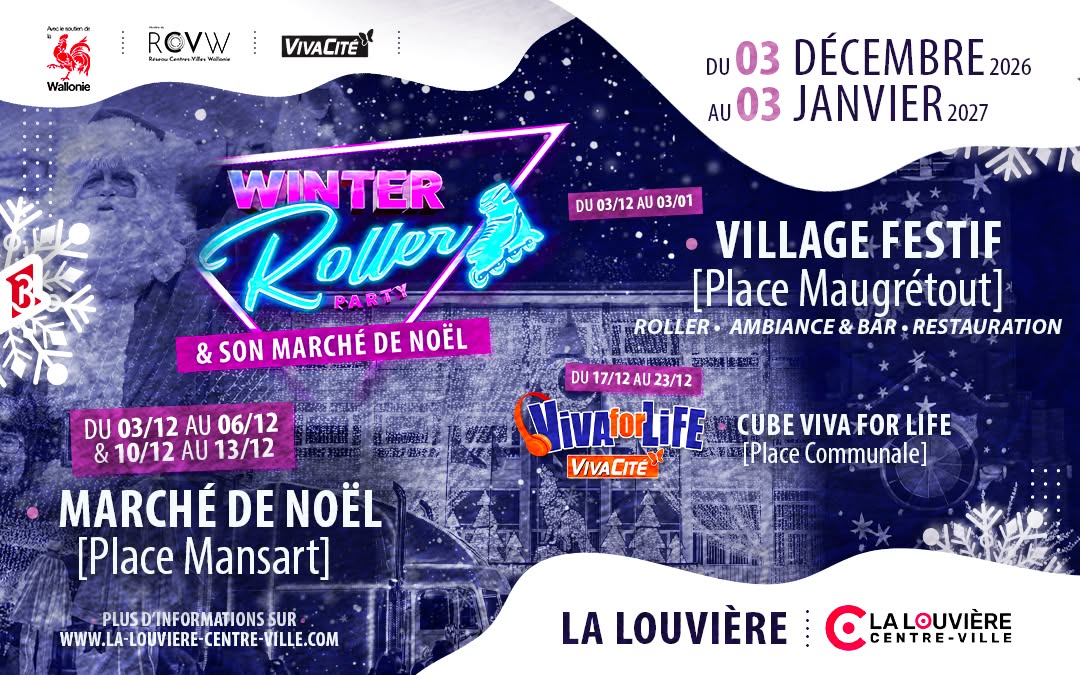 Avec le soutien de
la
Wallonie
RCVW
Réseau Centres-Villes Wallonie
VIVACITÉ
DU 03 DÉCEMBRE 2026
AU 03 JANVIER 2027
WINTER
Roller
PARTY
& SON MARCHÉ DE NOËL
DU 03/12 AU 03/01
• VILLAGE FESTIF
[Place Maugrétout]
ROLLER • AMBIANCE & BAR • RESTAURATION
DU 17/12 AU 23/12
VIVA for LIFE
VIVACITÉ
• CUBE VIVA FOR LIFE
[Place Communale]
DU 03/12 AU 06/12
& 10/12 AU 13/12
• MARCHÉ DE NOËL
[Place Mansart]
PLUS D'INFORMATIONS SUR
WWW.LA-LOUVIERE-CENTRE-VILLE.COM
LA LOUVIÈRE
LA LOUVIÈRE
CENTRE-VILLE